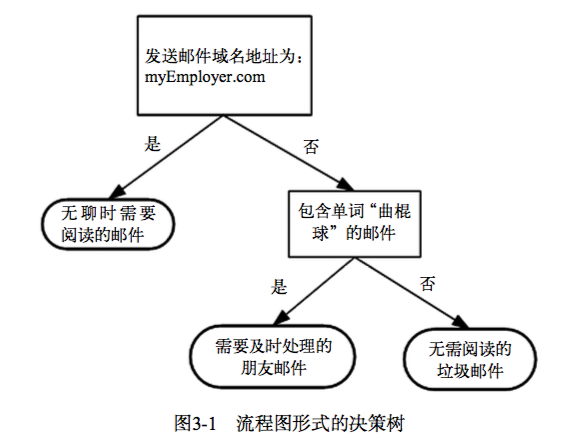 发送邮件域名地址为：
myEmployer.com
是
否
无聊时需要
阅读的邮件
包含单词“曲棍
球”的邮件
是
否
需要及时处理的
朋友邮件
无需阅读的
垃圾邮件
图3-1 流程图形式的决策树